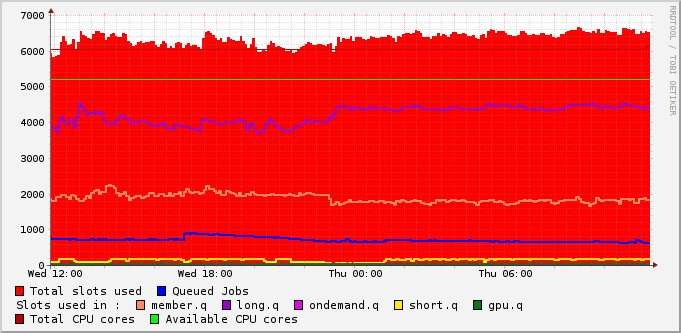 7000
6000
5000
4000
3000
2000
1000
0
Wed 12:00 Wed 18:00 Thu 00:00 Thu 06:00
RRDTOOL / TOBI OETIKER
Total slots used Queued Jobs
Slots used in : member.q long.q ondemand.q short.q gpu.q
Total CPU cores Available CPU cores